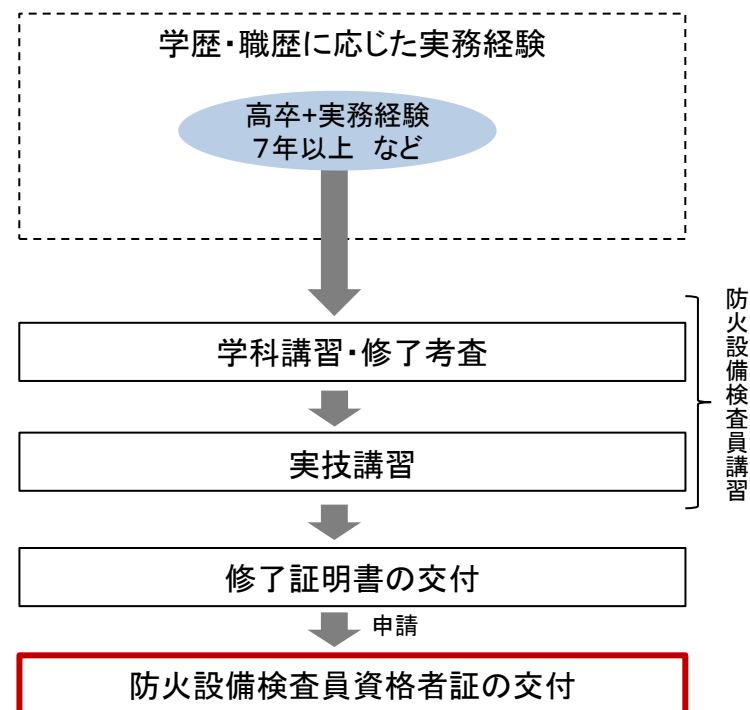 学歴・職歴に応じた実務経験
高卒+実務経験
7年以上 など
学科講習・修了考査
実技講習
防火設備検査員講習
修了証明書の交付
申請
防火設備検査員資格者証の交付